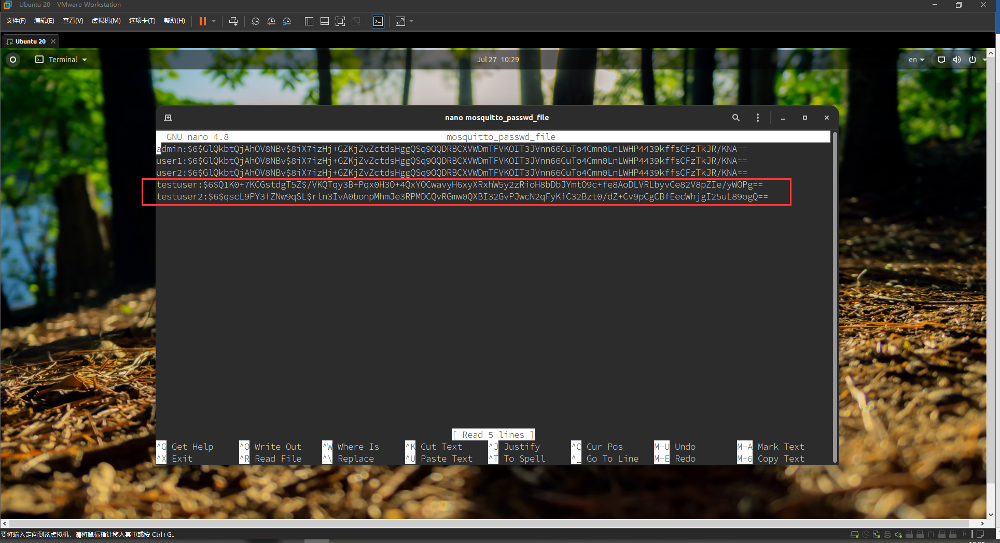 Ubuntu 20 - VMware Workstation
文件(F) 编辑(E) 查看(V) 虚拟机(M) 选项卡(T) 帮助(H)
Ubuntu 20
Terminal Jul 27 10:29 en
nano mosquitto_passwd_file
GNU nano 4.8 mosquitto_passwd_file
admin:$6$GlQkbtQjAhOV8NBv$8iX7izHj+GZKjZvZctdsHggQSq9OQDRBCXVWDmTFVKOIT3JVnn66CuTo4Cmn0LnLWHP4439kffsCFzTkJR/KNA==
user1:$6$GlQkbtQjAhOV8NBv$8iX7izHj+GZKjZvZctdsHggQSq9OQDRBCXVWDmTFVKOIT3JVnn66CuTo4Cmn0LnLWHP4439kffsCFzTkJR/KNA==
user2:$6$GlQkbtQjAhOV8NBv$8iX7izHj+GZKjZvZctdsHggQSq9OQDRBCXVWDmTFVKOIT3JVnn66CuTo4Cmn0LnLWHP4439kffsCFzTkJR/KNA==
testuser:$6$Q1K0+7KCGstdgT5Z$/VKQTqy3B+Pqx0H3O+4QxYOCwavyH6xyXRxhW5y2zRioH8bDbJYmtO9c+fe8AoDLVRLbyvCe82V8pZIe/yWOPg==
testuser2:$6$qscL9PY3fZNw9qSL$rln3IvA0bonpMhmJe3RPMDCQvRGmw0QXBI32GvPJwcN2qFyKfC32Bzt0/dZ+Cv9pCgCBfEecWhjgI25uL89ogQ==
[ Read 5 lines ]
^G Get Help ^O Write Out ^W Where Is ^K Cut Text ^J Justify ^C Cur Pos M-U Undo M-A Mark Text
^X Exit ^R Read File ^\ Replace ^U Paste Text ^T To Spell ^_ Go To Line M-E Redo M-6 Copy Text
要将输入定向到该虚拟机，请将鼠标指针移入其中或按 Ctrl+G。